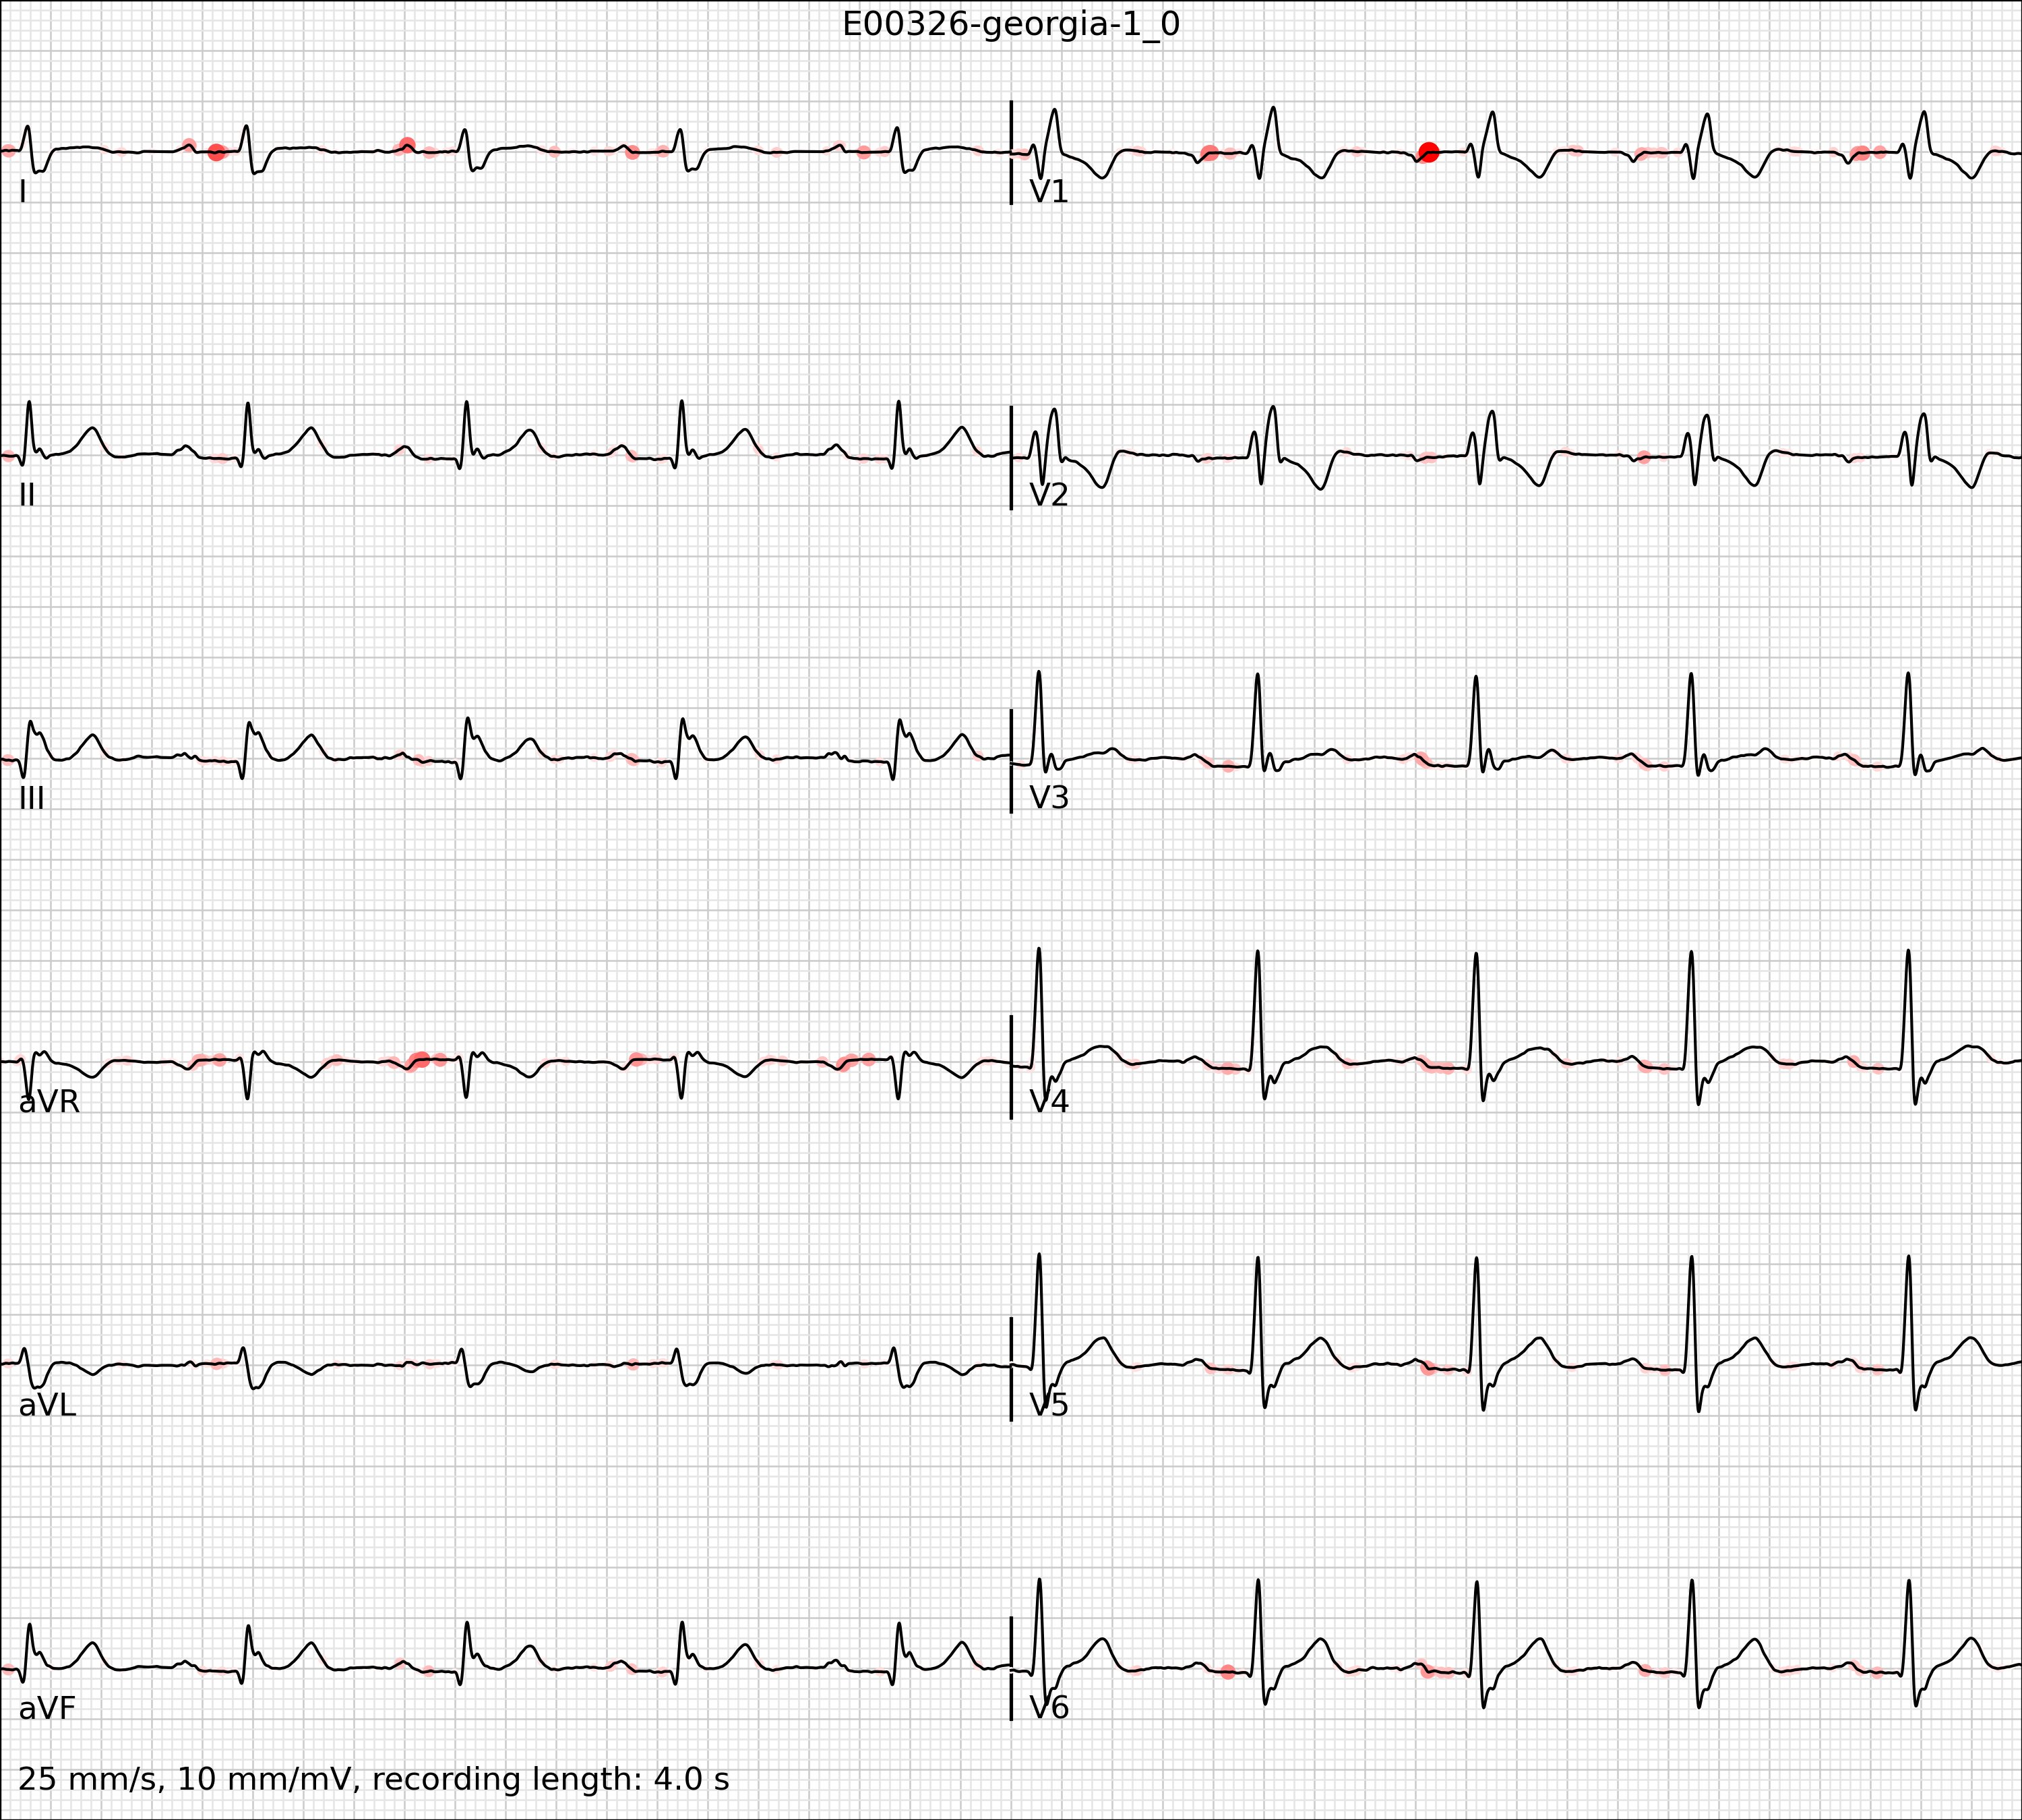 E00326-georgia-1_0
I
V1
II
V2
III
V3
aVR
V4
aVL
V5
aVF
V6
25 mm/s, 10 mm/mV, recording length: 4.0 s